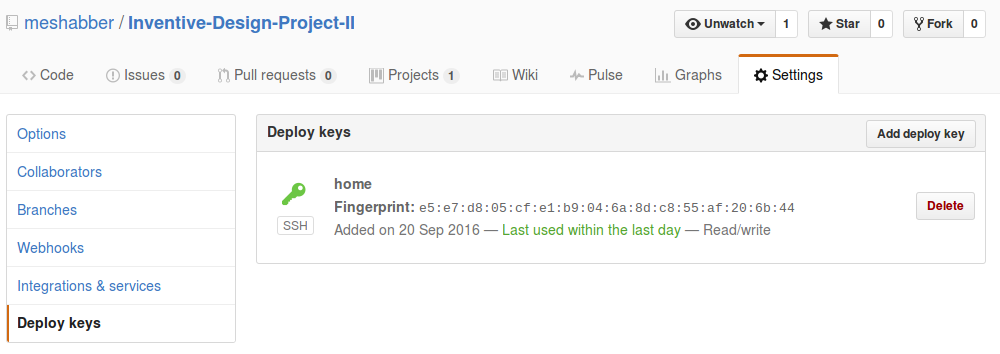 meshabber / Inventive-Design-Project-II
Unwatch 1 Star 0 Fork 0
Code Issues 0 Pull requests 0 Projects 1 Wiki Pulse Graphs Settings
Options
Collaborators
Branches
Webhooks
Integrations & services
Deploy keys
Deploy keys Add deploy key
home
SSH
Fingerprint: e5:e7:d8:05:cf:e1:b9:04:6a:8d:c8:55:af:20:6b:44
Added on 20 Sep 2016 — Last used within the last day — Read/write
Delete